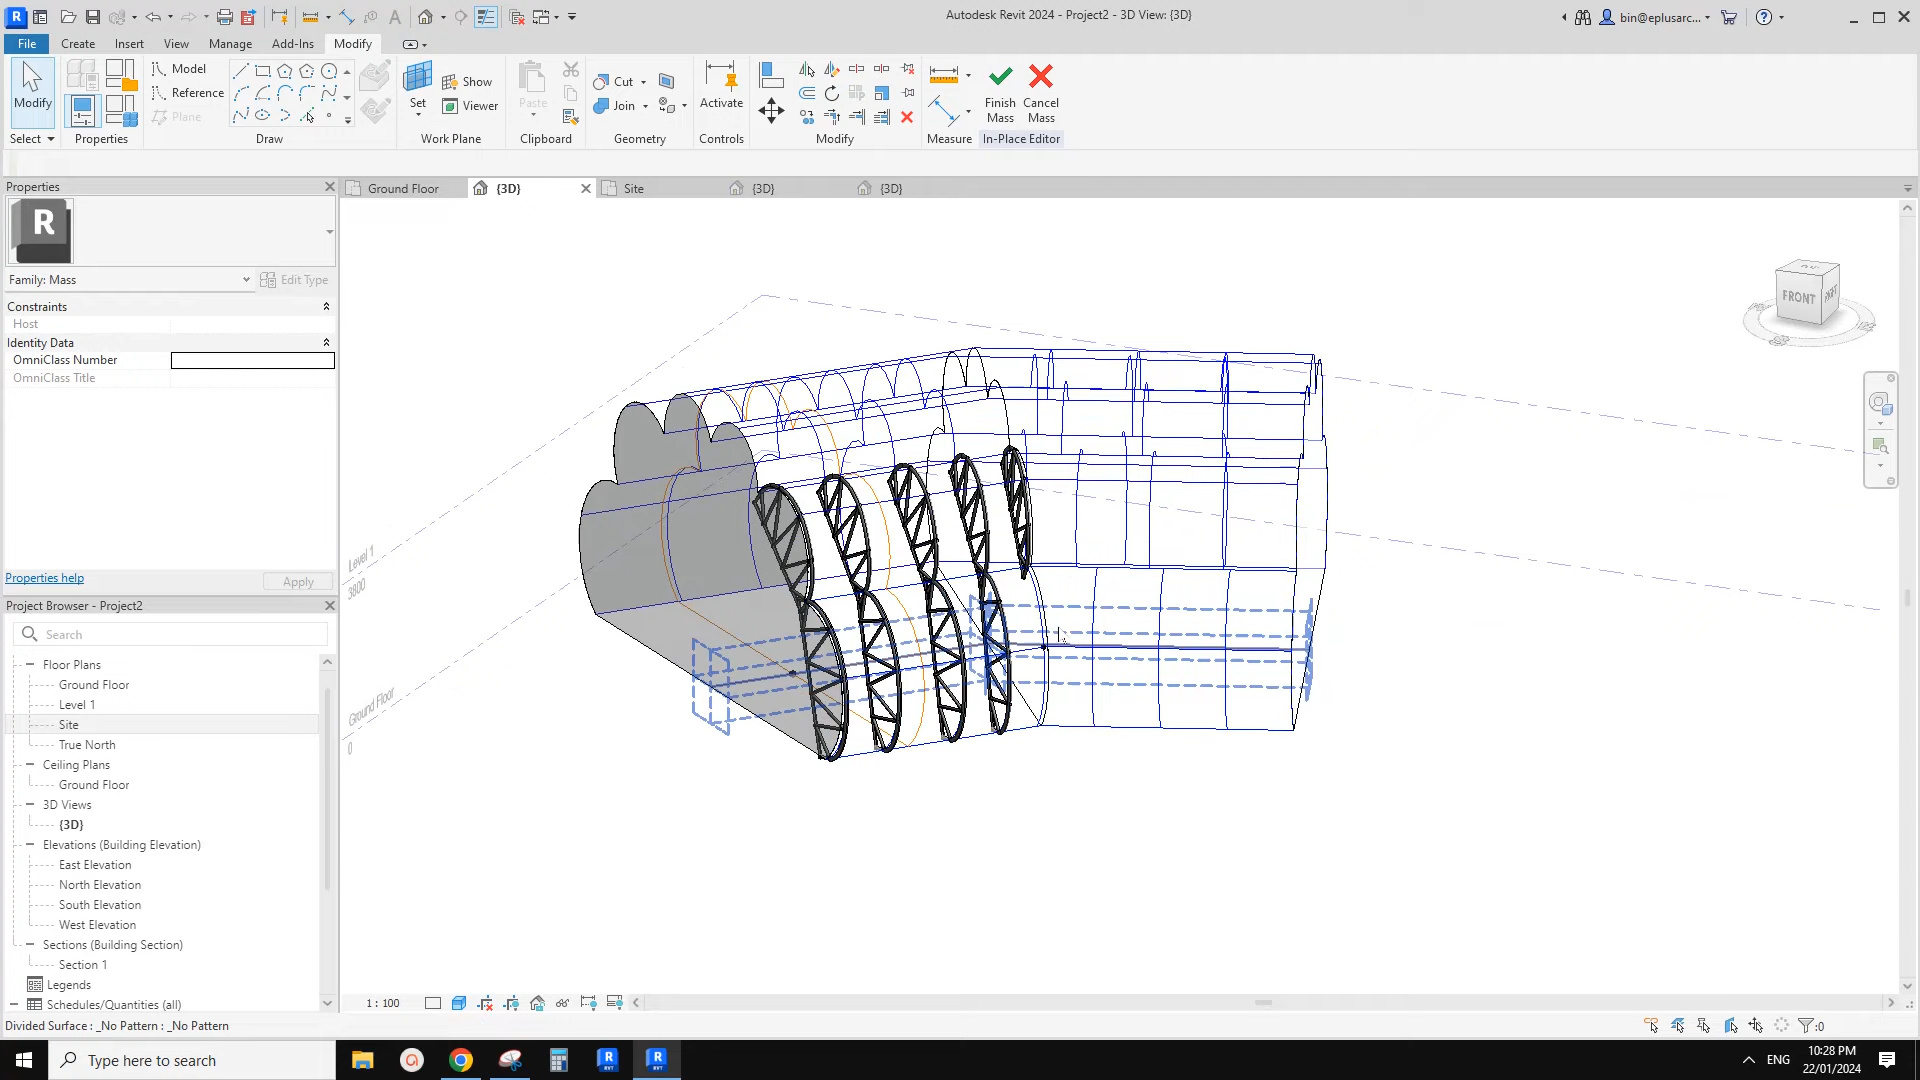 Autodesk Revit 2024 - Project2 - 3D View: {3D}
bin@eplusarc...
File Create Insert View Manage Add-Ins Modify
Modify
Select
Properties
Model
Reference
Plane
Draw
Set
Show
Viewer
Work Plane
Paste
Clipboard
Cut
Join
Geometry
Activate
Controls
Modify
Measure
Finish Mass
Cancel Mass
In-Place Editor
Properties
Ground Floor
{3D}
Site
{3D}
{3D}
R
Family: Mass
Edit Type
Constraints
Host
Identity Data
OmniClass Number
OmniClass Title
Properties help
Apply
Project Browser - Project2
Search
Floor Plans
Ground Floor
Level 1
Site
True North
Ceiling Plans
Ground Floor
3D Views
{3D}
Elevations (Building Elevation)
East Elevation
North Elevation
South Elevation
West Elevation
Sections (Building Section)
Section 1
Legends
Schedules/Quantities (all)
Level 1
3800
Ground Floor
0
FRONT
1 : 100
Divided Surface : _No Pattern : _No Pattern
:0
Type here to search
ENG
10:28 PM
22/01/2024